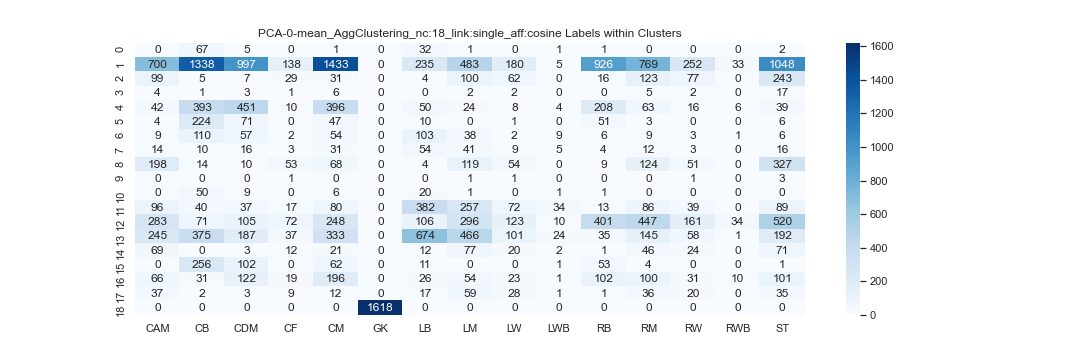 PCA-0-mean_AggClustering_nc:18_link:single_aff:cosine Labels within Clusters
0 0 67 5 0 1 0 32 1 0 1 0 0 0 0 2
1 700 1338 997 138 1433 0 235 483 180 5 926 769 252 33 1048
2 99 5 7 29 31 0 4 100 62 0 16 123 77 0 243
3 4 1 3 1 6 0 0 2 2 0 0 5 2 0 17
4 42 393 451 10 396 0 50 24 8 4 208 63 16 6 39
5 4 224 71 0 47 0 10 0 1 0 51 3 0 0 6
6 9 110 57 2 54 0 103 38 2 9 6 9 3 1 6
7 14 10 16 3 31 0 54 41 9 5 4 12 3 0 16
8 198 14 10 53 68 0 4 119 54 0 9 124 51 0 327
9 0 0 0 1 0 0 0 1 1 0 0 0 1 0 3
10 0 50 9 0 6 0 20 1 0 1 1 0 0 0 0
11 96 40 37 17 80 0 382 257 72 34 13 86 39 0 89
12 283 71 105 72 248 0 106 296 123 10 401 447 161 34 520
13 245 375 187 37 333 0 674 466 101 24 35 145 58 1 192
14 69 0 3 12 21 0 12 77 20 2 1 46 24 0 71
15 0 256 102 0 62 0 11 0 0 1 53 4 0 0 1
16 66 31 122 19 196 0 26 54 23 1 102 100 31 10 101
17 37 2 3 9 12 0 17 59 28 1 1 36 20 0 35
18 0 0 0 0 0 1618 0 0 0 0 0 0 0 0 0
CAM CB CDM CF CM GK LB LM LW LWB RB RM RW RWB ST
1600
1400
1200
1000
800
600
400
200
0